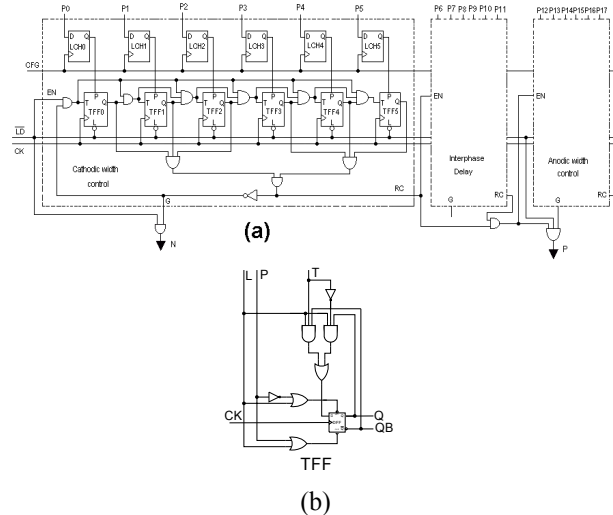 P0 P1 P2 P3 P4 P5 P6 P7 P8 P9 P10 P11 P12 P13 P14 P15 P16 P17
D Q D Q D Q D Q D Q D Q
LCH0 LCH1 LCH2 LCH3 LCH4 LCH5
CFG
EN EN EN
P P P P P P
T Q T Q T Q T Q T Q T Q
TFF0 TFF1 TFF2 TFF3 TFF4 TFF5
L L L L L L
LD
CK
Cathodic width control
Interphase Delay
Anodic width control
RC RC RC
G G G
N P
(a)
L P T
CK
DFF
Q
QB
TFF
(b)